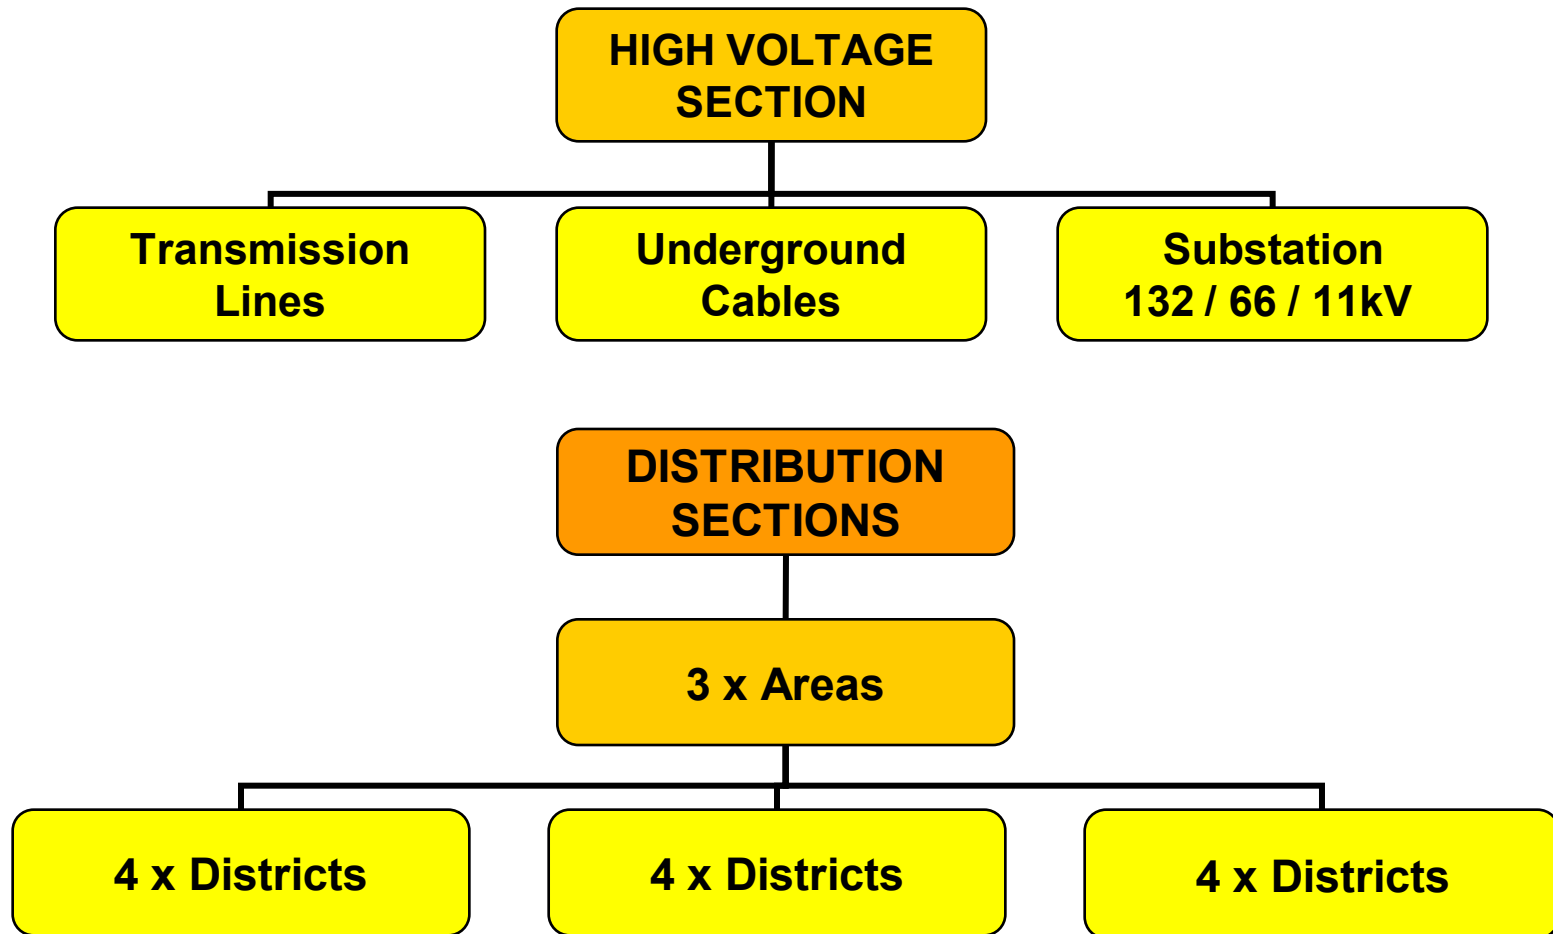 HIGH VOLTAGE
SECTION
Transmission
Lines
Underground
Cables
Substation
132 / 66 / 11kV
DISTRIBUTION
SECTIONS
3 x Areas
4 x Districts
4 x Districts
4 x Districts